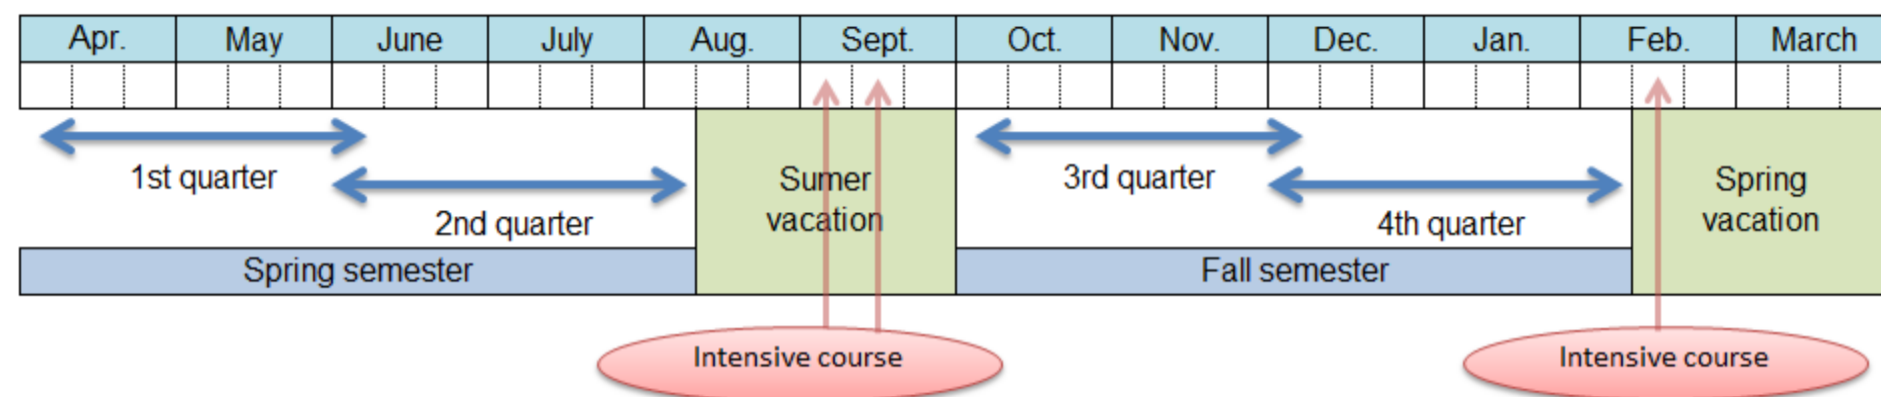 Apr. May June July Aug. Sept. Oct. Nov. Dec. Jan. Feb. March
1st quarter
2nd quarter
Sumer
vacation
3rd quarter
4th quarter
Spring
vacation
Spring semester
Fall semester
Intensive course
Intensive course